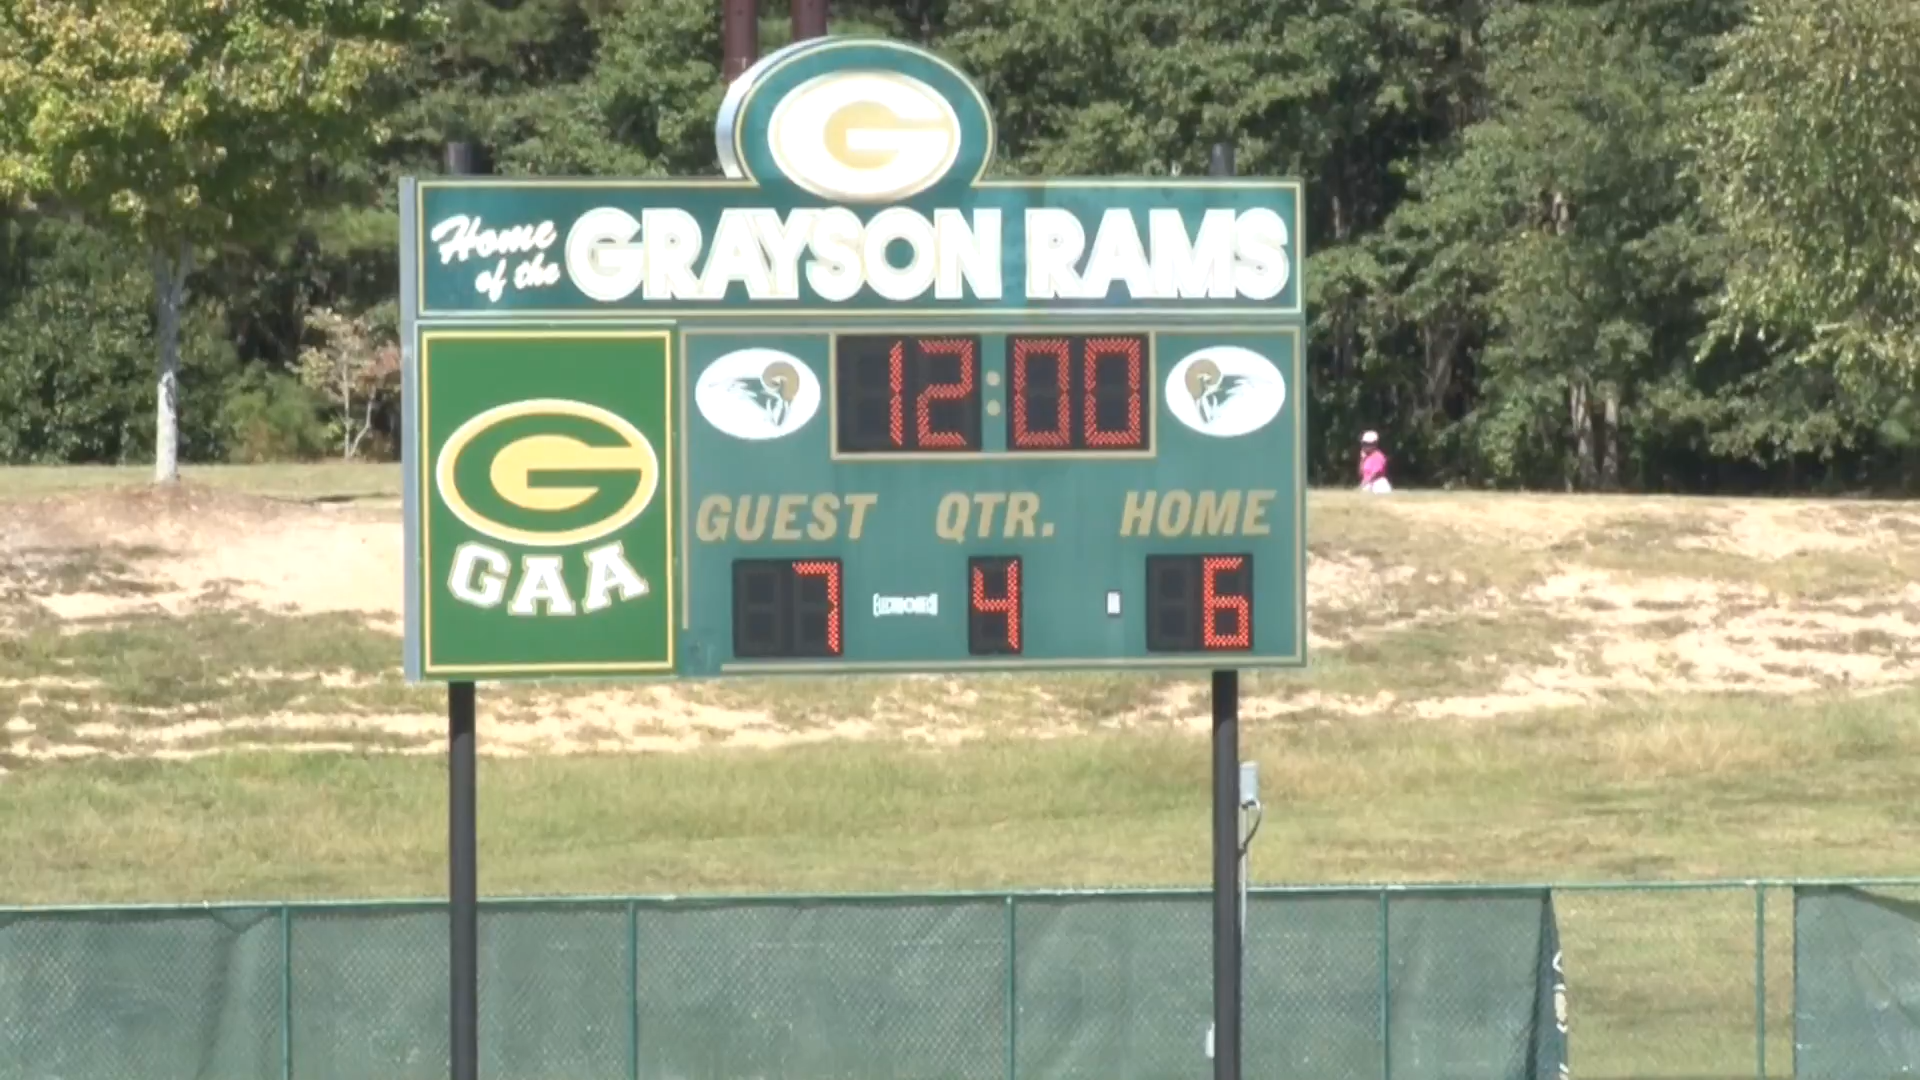 G
Home of the GRAYSON RAMS
12:00
G
GAA
GUEST QTR. HOME
7 4 6